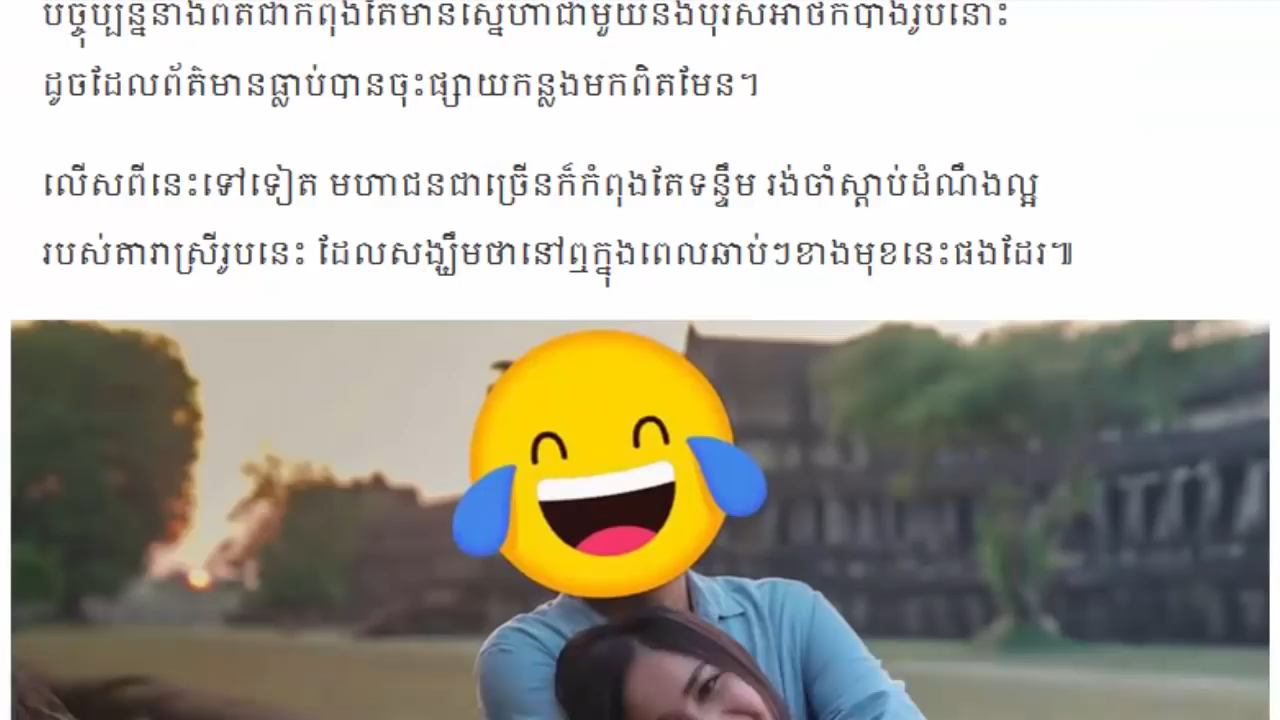 បច្ចុប្បន្ននាងពិតជាកំពុងតែមានស្នេហាជាមួយនឹងបុរសអាថ៌កំបាំងរូបនោះ
ដូចដែលព័ត៌មានធ្លាប់បានចុះផ្សាយកន្លងមកពិតមែន។
លើសពីនេះទៅទៀត មហាជនជាច្រើនក៏កំពុងតែទន្ទឹម រង់ចាំស្តាប់ដំណឹងល្អ
របស់តារាស្រីរូបនេះ ដែលសង្ឃឹមថានៅឮក្នុងពេលឆាប់ៗខាងមុខនេះផងដែរ៕